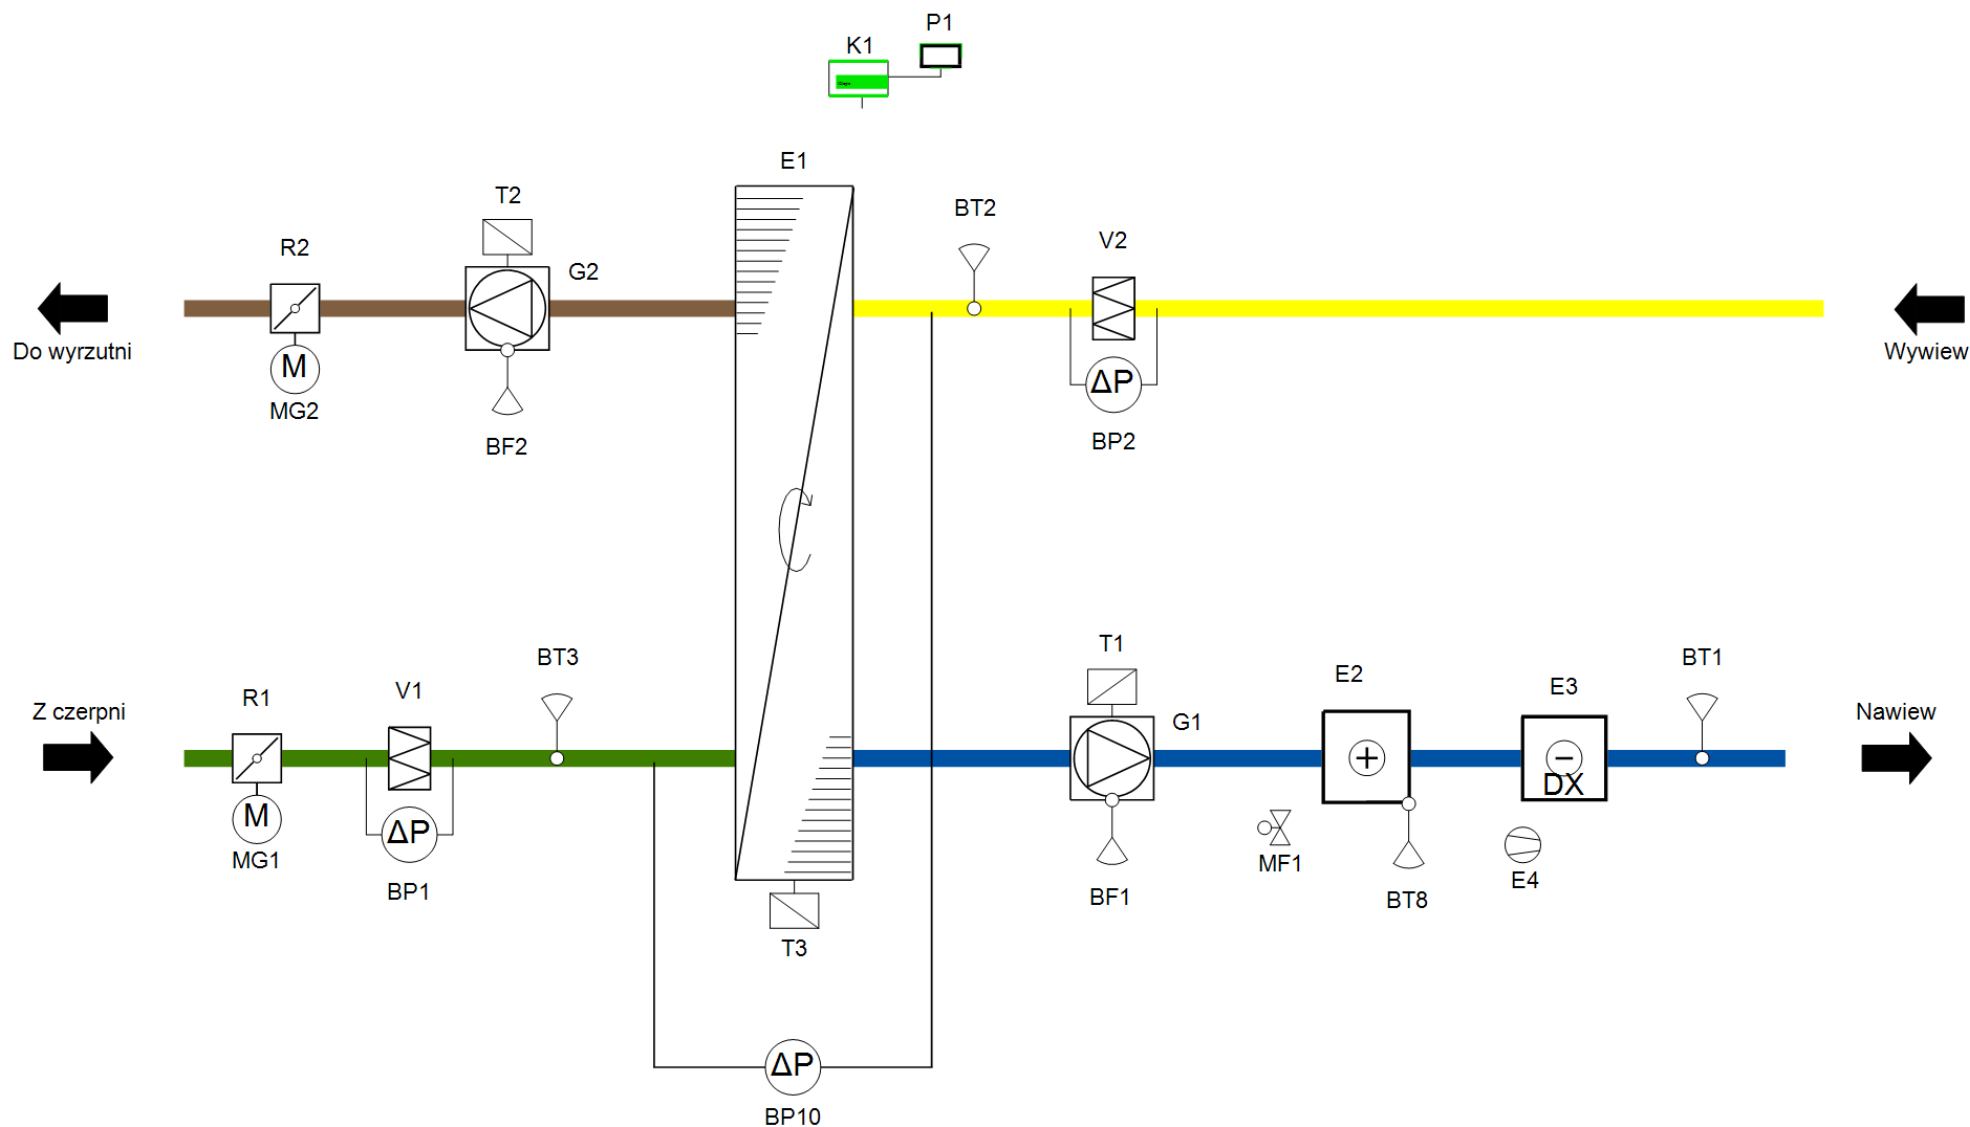 P1
K1
E1
T2
BT2
R2
V2
G2
M
ΔP
Do wyrzutni
Wywiew
MG2
BF2
BP2
T1
BT3
BT1
E2
R1
V1
E3
Z czerpni
Nawiew
G1
DX
M
ΔP
MG1
MF1
BP1
BF1
BT8
E4
T3
ΔP
BP10